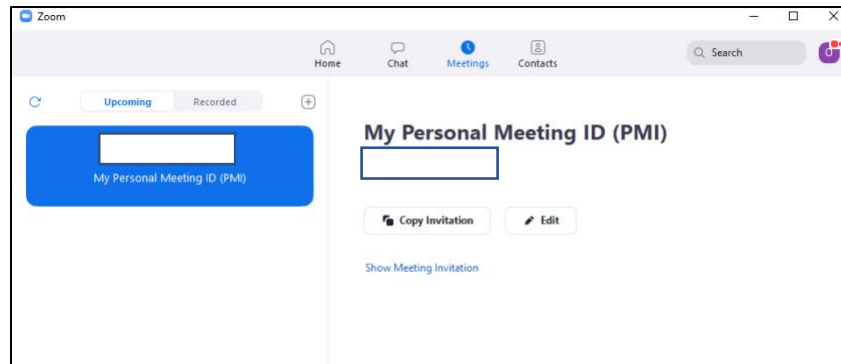 Zoom
Home Chat Meetings Contacts
Search
Upcoming Recorded
My Personal Meeting ID (PMI)
My Personal Meeting ID (PMI)
Copy Invitation Edit
Show Meeting Invitation